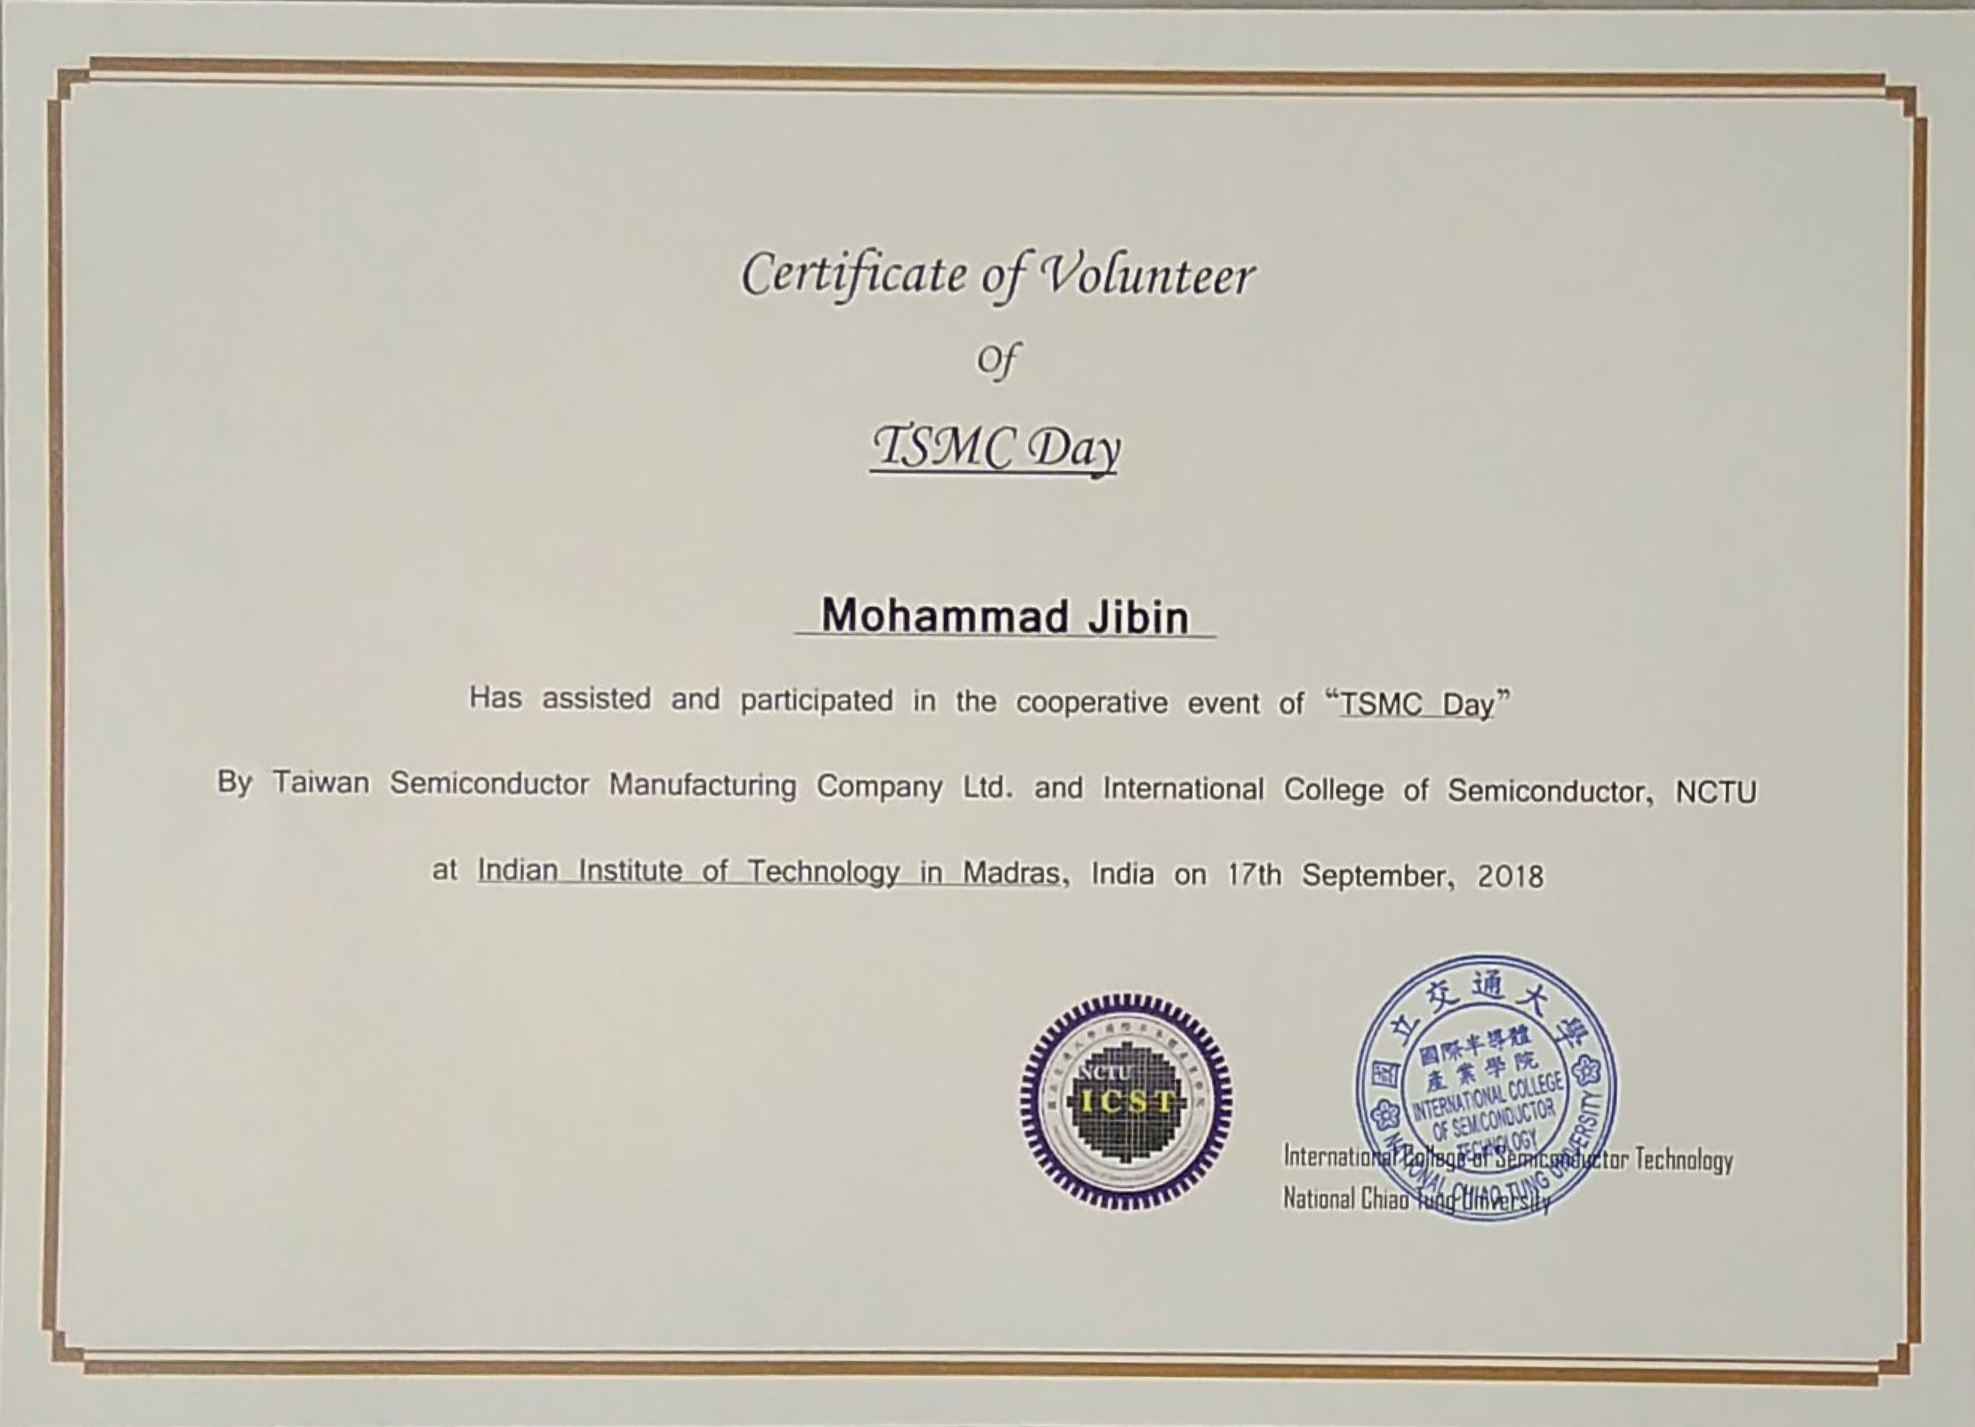 Certificate of Volunteer
Of
TSMC Day
Mohammad Jibin
Has assisted and participated in the cooperative event of “TSMC Day”
By Taiwan Semiconductor Manufacturing Company Ltd. and International College of Semiconductor, NCTU
at Indian Institute of Technology in Madras, India on 17th September, 2018
NCTU
ICST
國立交通大學
國際半導體
產業學院
INTERNATIONAL COLLEGE
OF SEMICONDUCTOR
TECHNOLOGY
NATIONAL CHIAO TUNG UNIVERSITY
International College of Semiconductor Technology
National Chiao Tung University